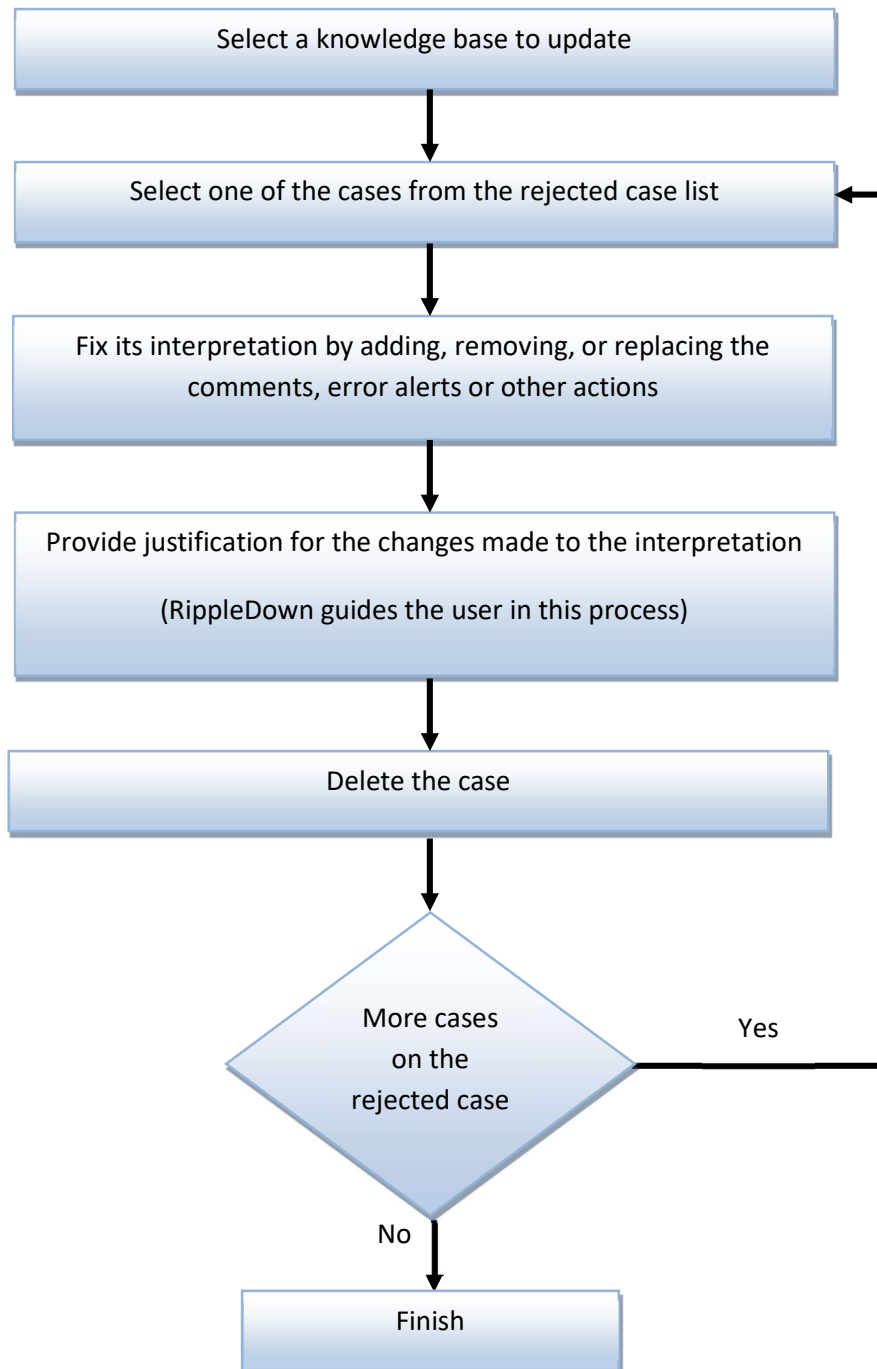 Select a knowledge base to update
Select one of the cases from the rejected case list
Fix its interpretation by adding, removing, or replacing the
comments, error alerts or other actions
Provide justification for the changes made to the interpretation
(RippleDown guides the user in this process)
Delete the case
More cases
on the
rejected case
Yes
No
Finish